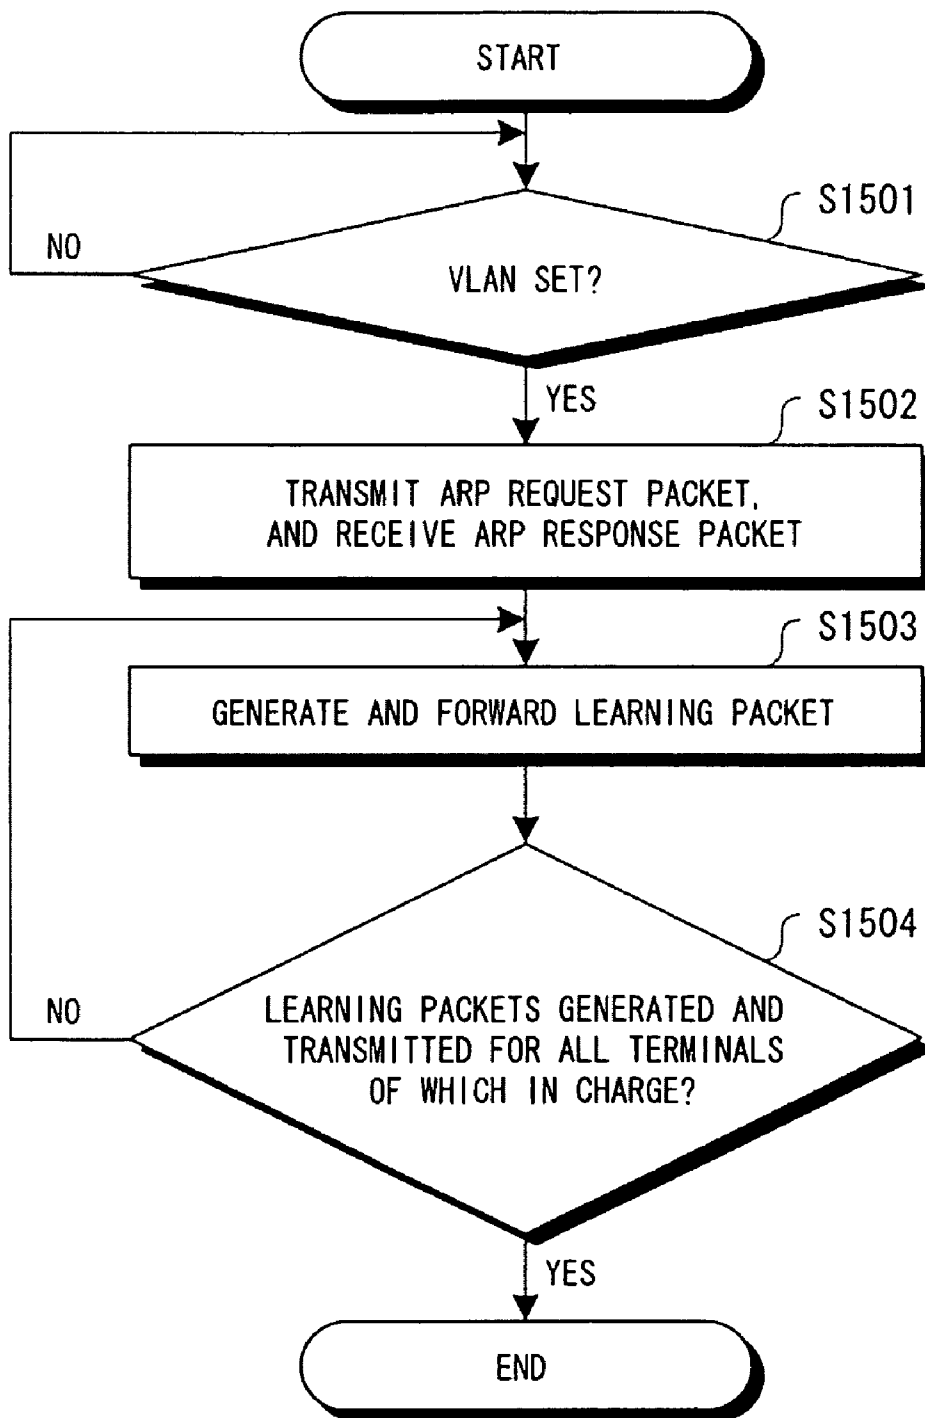 START
S1501
NO
VLAN SET?
YES
S1502
TRANSMIT ARP REQUEST PACKET,
AND RECEIVE ARP RESPONSE PACKET
S1503
GENERATE AND FORWARD LEARNING PACKET
S1504
NO
LEARNING PACKETS GENERATED AND
TRANSMITTED FOR ALL TERMINALS
OF WHICH IN CHARGE?
YES
END